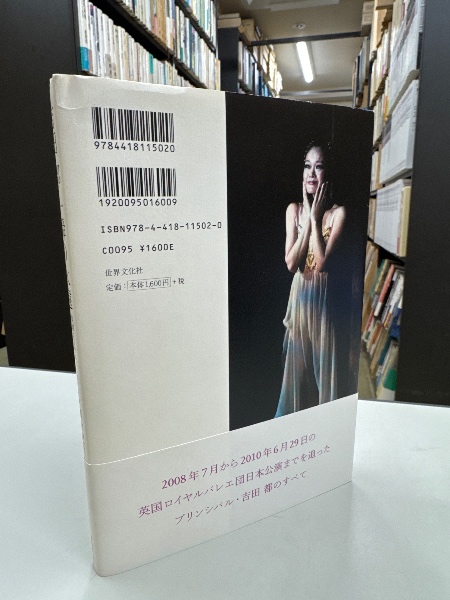 9784418115020
1920095016009
ISBN978-4-418-11502-0
C0095 ¥1600E
世界文化社
定価：本体1,600円＋税
2008年7月から2010年6月29日の
英国ロイヤルバレエ団日本公演までを追った
プリンシパル・吉田 都のすべて